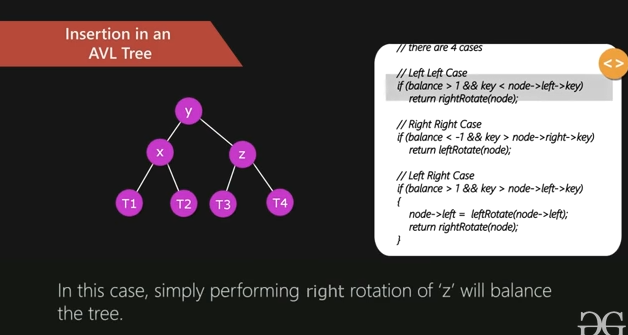 Insertion in an
AVL Tree
// there are 4 cases
< >
// Left Left Case
if (balance > 1 && key < node->left->key)
return rightRotate(node);
// Right Right Case
if (balance < -1 && key > node->right->key)
return leftRotate(node);
// Left Right Case
if (balance > 1 && key > node->left->key)
{
node->left = leftRotate(node->left);
return rightRotate(node);
}
y
x z
T1 T2 T3 T4
In this case, simply performing right rotation of ‘z’ will balance
the tree.